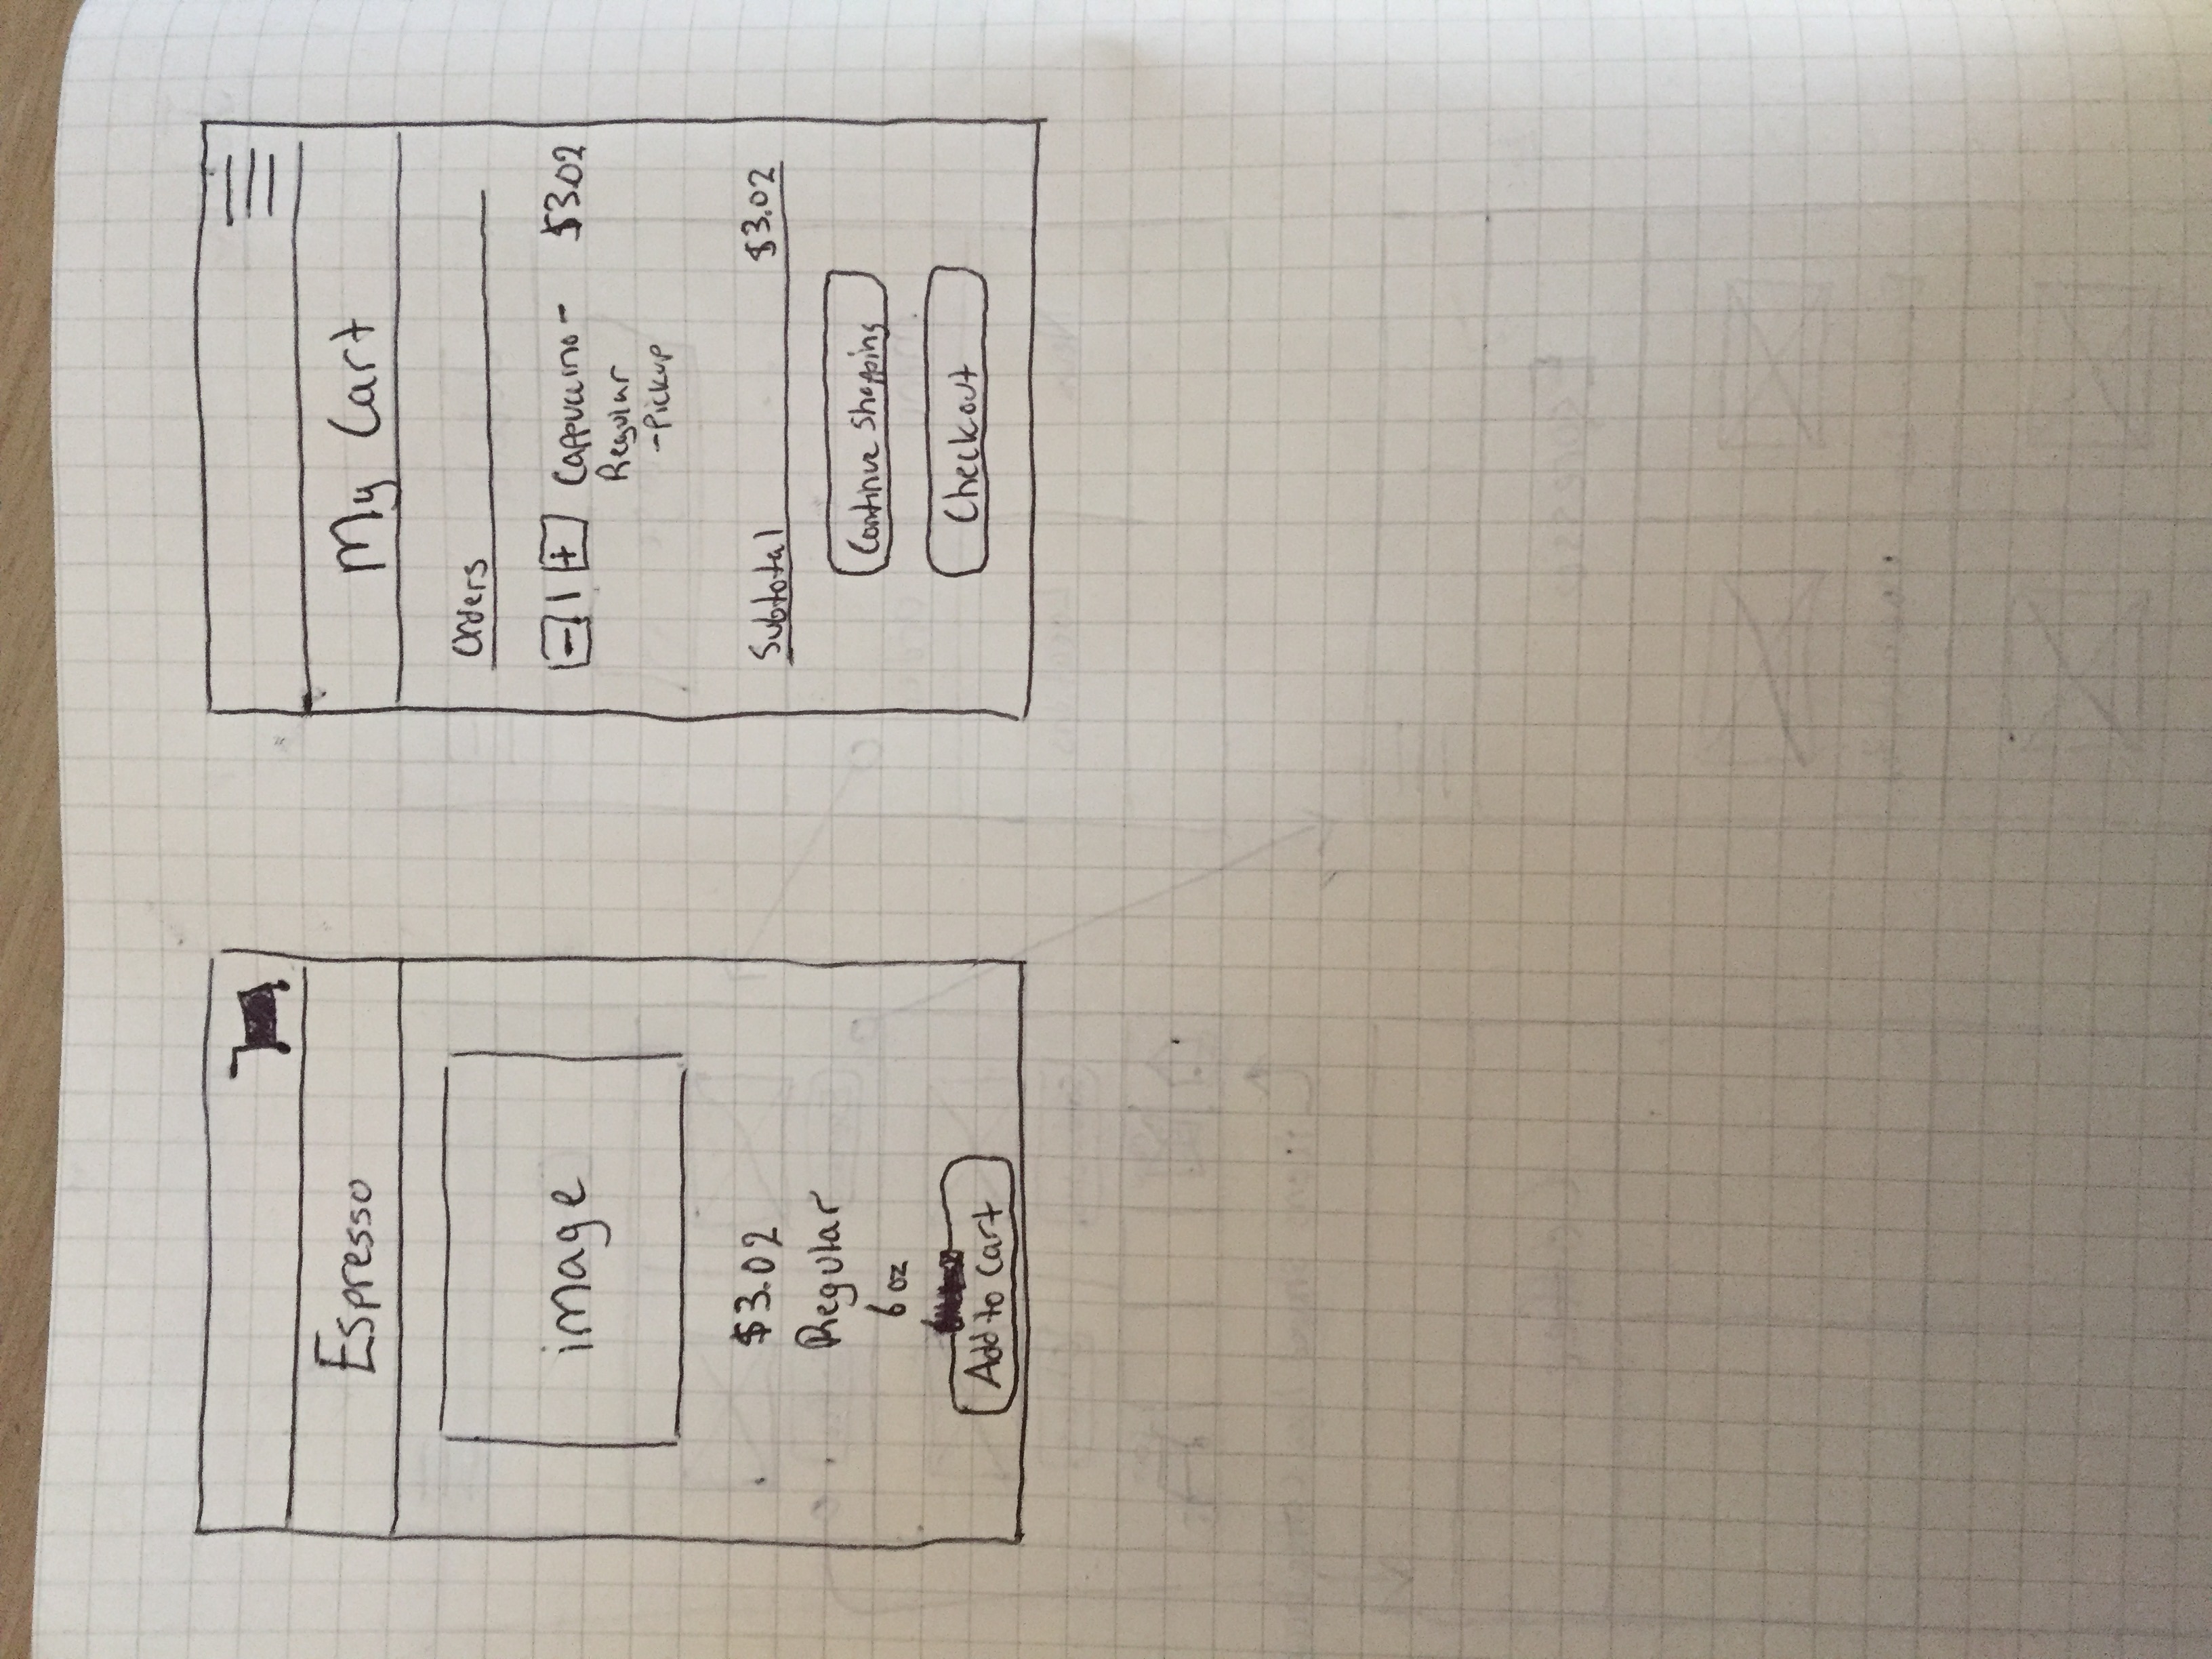 Espresso
image
$3.02
Regular
6 oz
Add to Cart
My Cart
Orders
- 1 + Cappuccino - $3.02
Regular
- Pickup
Subtotal $3.02
Continue Shopping
Checkout